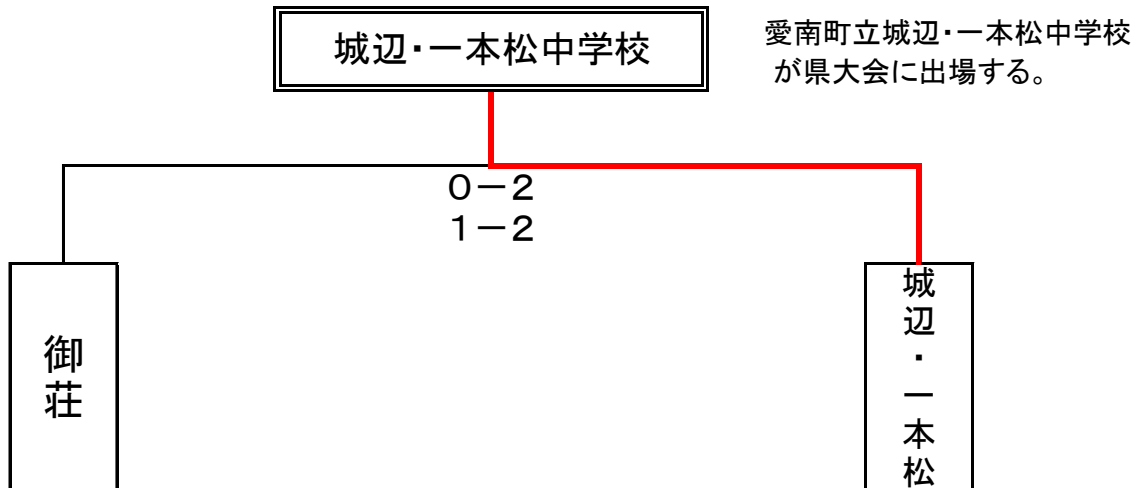 城辺・一本松中学校
愛南町立城辺・一本松中学校
が県大会に出場する。
０－２
１－２
御荘
城辺・一本松